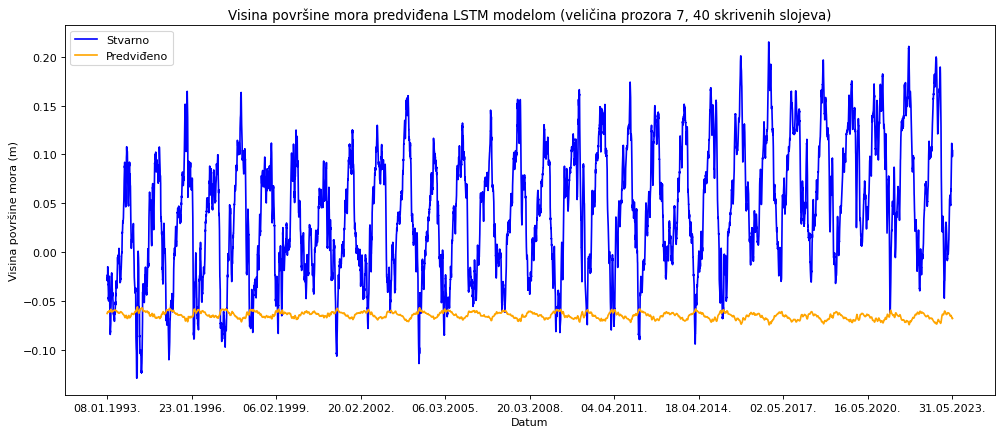 Visina površine mora predviđena LSTM modelom (veličina prozora 7, 40 skrivenih slojeva)
Stvarno
Predviđeno
Visina površine mora (m)
0.20
0.15
0.10
0.05
0.00
−0.05
−0.10
08.01.1993. 23.01.1996. 06.02.1999. 20.02.2002. 06.03.2005. 20.03.2008. 04.04.2011. 18.04.2014. 02.05.2017. 16.05.2020. 31.05.2023.
Datum